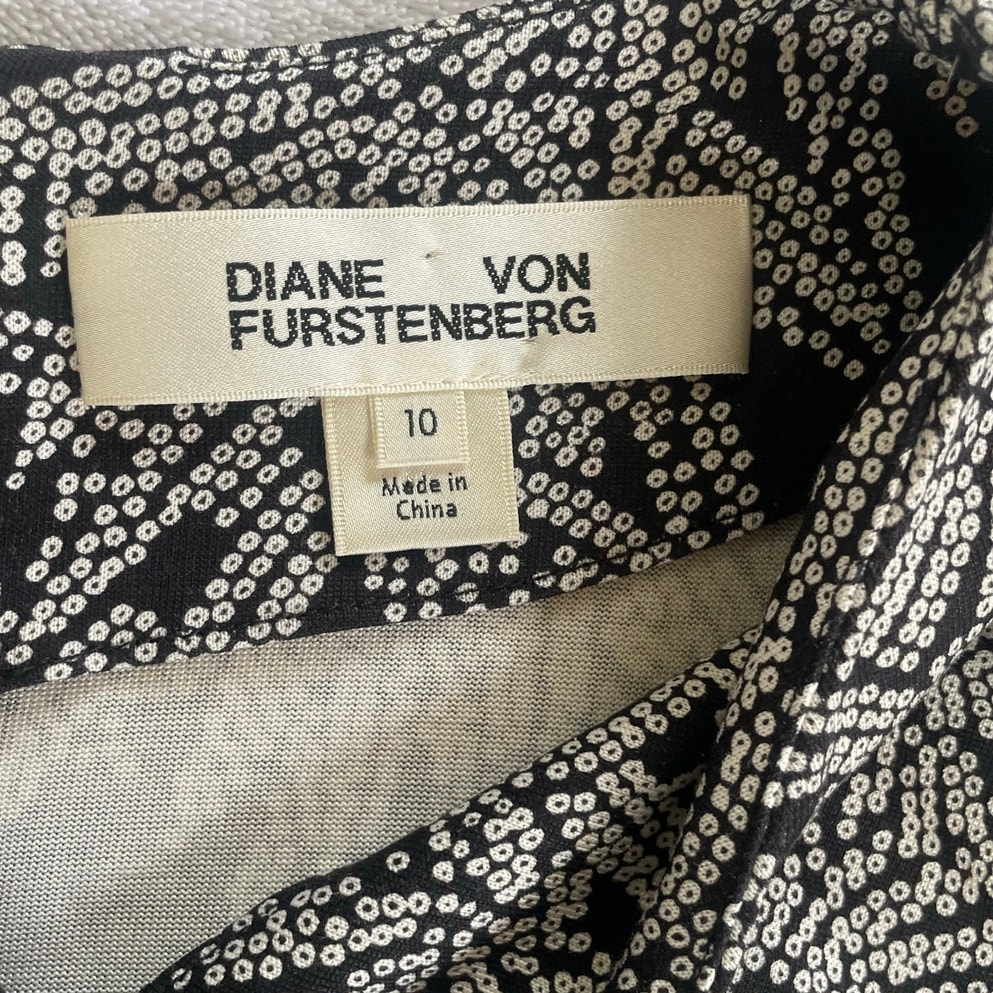 DIANE VON
FURSTENBERG
10
Made in
China